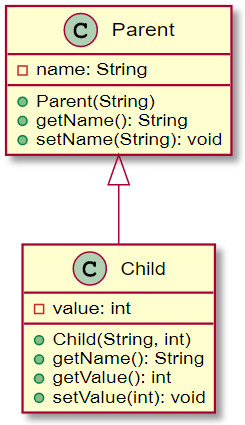 C Parent
name: String
Parent(String)
getName(): String
setName(String): void
C Child
value: int
Child(String, int)
getName(): String
getValue(): int
setValue(int): void